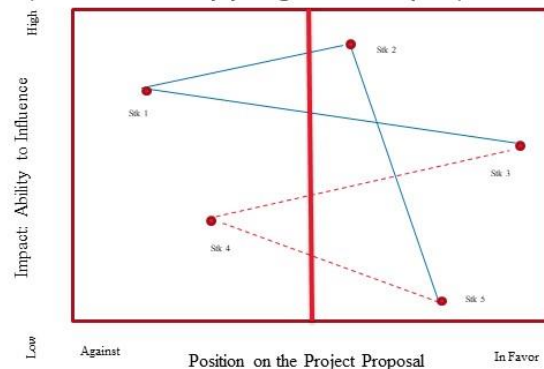 High
Stk 2
Stk 1
Impact: Ability to Influence
Stk 3
Stk 4
Stk 5
Low
Against
Position on the Project Proposal
In Favor